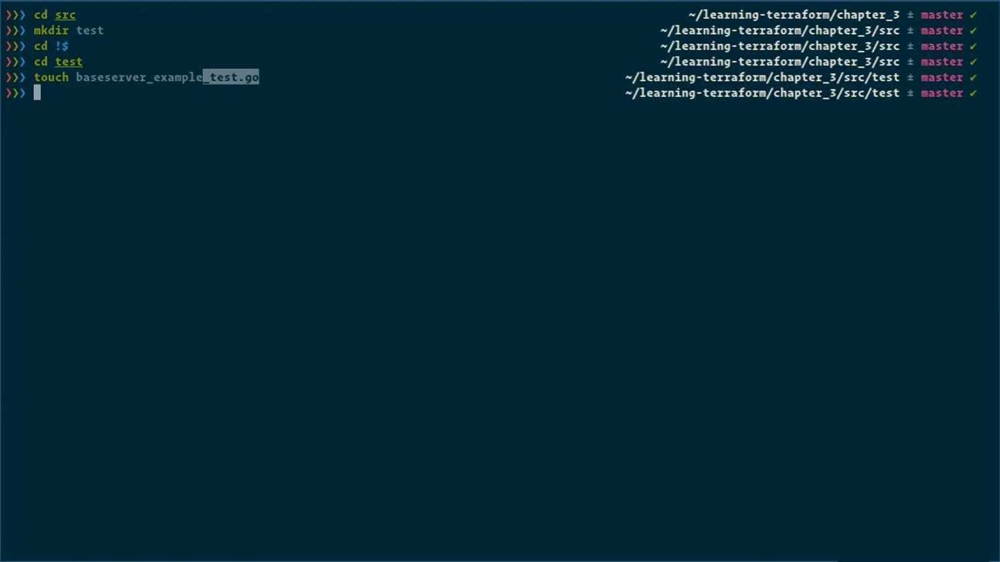 ❯❯❯ cd src ~/learning-terraform/chapter_3 ± master ✔
❯❯❯ mkdir test ~/learning-terraform/chapter_3/src ± master ✔
❯❯❯ cd !$ ~/learning-terraform/chapter_3/src ± master ✔
❯❯❯ cd test ~/learning-terraform/chapter_3/src ± master ✔
❯❯❯ touch baseserver_example_test.go ~/learning-terraform/chapter_3/src/test ± master ✔
❯❯❯ ~/learning-terraform/chapter_3/src/test ± master ✔